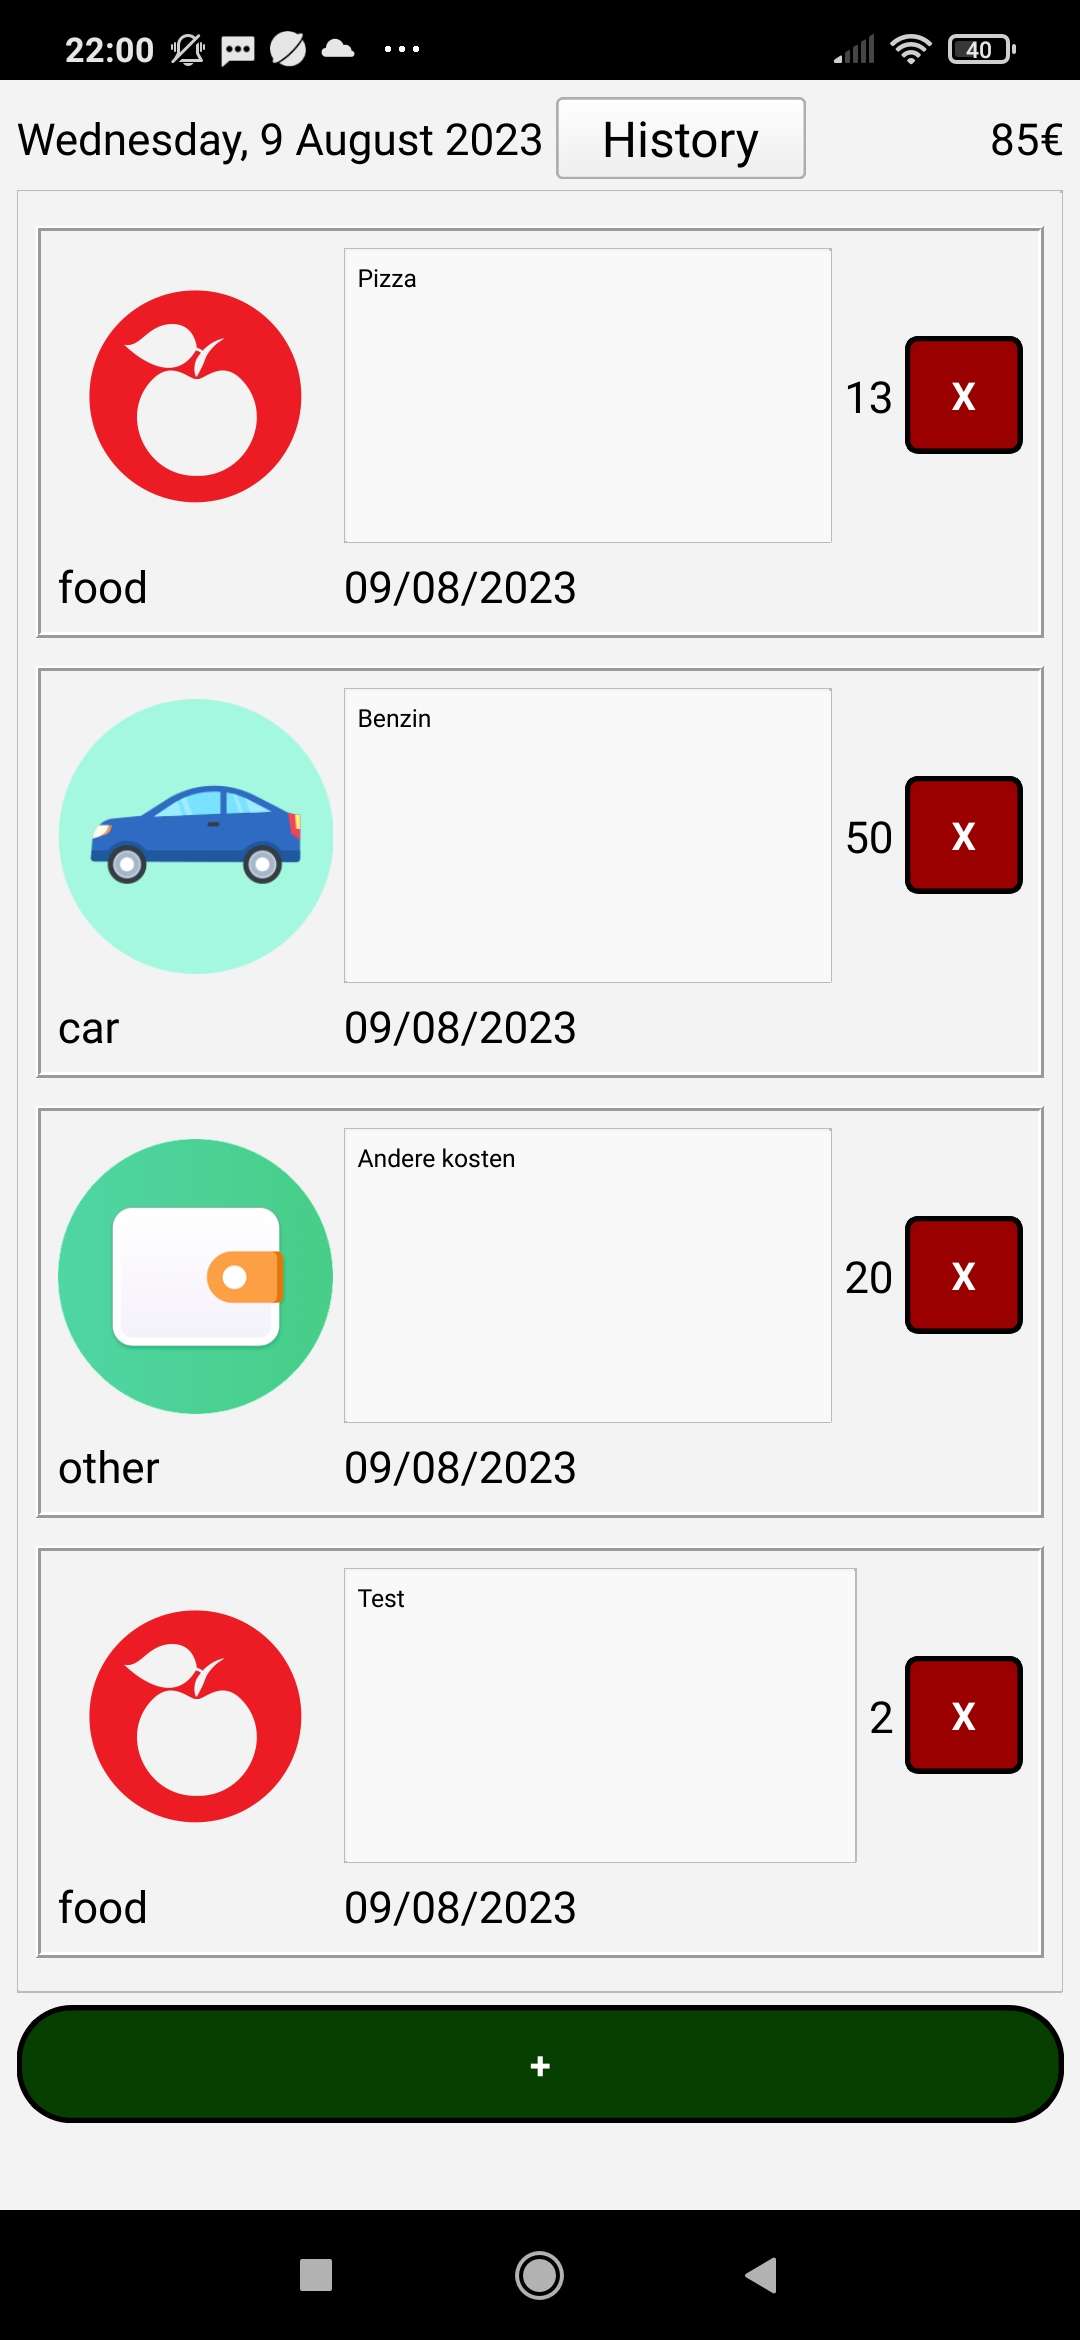 22:00 40
Wednesday, 9 August 2023 History 85€
Pizza
13 X
food 09/08/2023
Benzin
50 X
car 09/08/2023
Andere kosten
20 X
other 09/08/2023
Test
2 X
food 09/08/2023
+